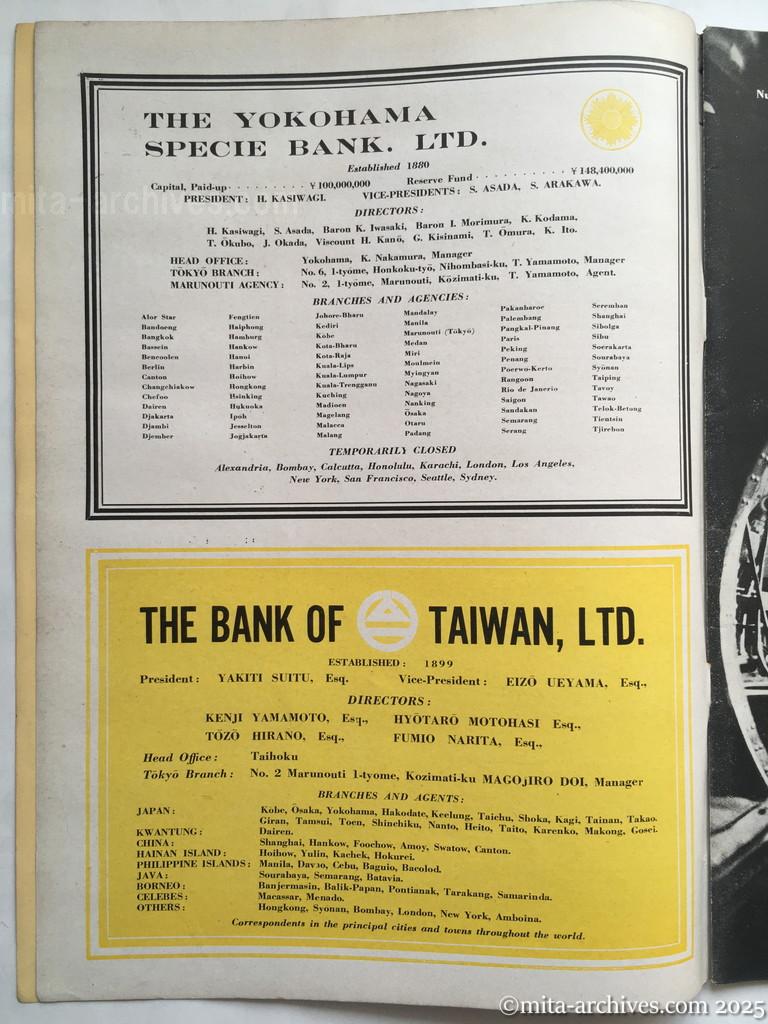 THE YOKOHAMA
SPECIE BANK. LTD.
Established 1880
Capital, Paid-up · · · · · · · · · ¥ 100,000,000 Reserve Fund · · · · · · · · · · ¥ 148,400,000
PRESIDENT: H. KASIWAGI. VICE-PRESIDENTS: S. ASADA, S. ARAKAWA.
DIRECTORS:
H. Kasiwagi, S. Asada, Baron K. Iwasaki, Baron I. Morimura, K. Kodama,
T. Ōkubo, J. Okada, Viscount H. Kanō, G. Kisinami, T. Ōmura, K. Ito.
HEAD OFFICE: Yokohama, K. Nakamura, Manager
TŌKYŌ BRANCH: No. 6, 1-tyōme, Honkoku-tyō, Nihombasi-ku, T. Yamamoto, Manager
MARUNOUTI AGENCY: No. 2, 1-tyōme, Marunouti, Kōzimati-ku, T. Yamamoto, Agent.
BRANCHES AND AGENCIES:
Alor Star
Bandoeng
Bangkok
Bassein
Bencoolen
Berlin
Canton
Changchiakow
Chefoo
Dairen
Djakarta
Djambi
Djember
Fengtien
Haiphong
Hamburg
Hankow
Hanoi
Harbin
Hoihow
Hongkong
Hsinking
Hukuoka
Ipoh
Jesselton
Jogjakarta
Johore-Bharu
Kediri
Kōbe
Kota-Bharu
Kota-Raja
Kuala-Lips
Kuala-Lumpur
Kuala-Trengganu
Kuching
Madioen
Magelang
Malacca
Malang
Mandalay
Manila
Marunouti (Tōkyō)
Medan
Miri
Moulmein
Myingyan
Nagasaki
Nagoya
Nanking
Ōsaka
Otaru
Padang
Pakanbaroe
Palembang
Pangkal-Pinang
Paris
Peking
Penang
Poerwo-Kerto
Rangoon
Rio de Janerio
Saigon
Sandakan
Semarang
Serang
Seremban
Shanghai
Sibolga
Sibu
Soerakarta
Sourabaya
Syōnan
Taiping
Tavoy
Tawao
Telok-Betong
Tientsin
Tjirebon
TEMPORARILY CLOSED
Alexandria, Bombay, Calcutta, Honolulu, Karachi, London, Los Angeles,
New York, San Francisco, Seattle, Sydney.
THE BANK OF TAIWAN, LTD.
ESTABLISHED: 1899
President: YAKITI SUITU, Esq. Vice-President: EIZŌ UEYAMA, Esq.,
DIRECTORS:
KENJI YAMAMOTO, Esq., HYŌTARŌ MOTOHASI Esq.,
TŌZŌ HIRANO, Esq., FUMIO NARITA, Esq.,
Head Office: Taihoku
Tōkyō Branch: No. 2 Marunouti 1-tyome, Kozimati-ku MAGOJIRO DOI, Manager
BRANCHES AND AGENTS:
JAPAN: Kōbe, Ōsaka, Yokohama, Hakodate, Keelung, Taichu, Shoka, Kagi, Tainan, Takao.
Giran, Tamsui, Toen, Shinchiku, Nanto, Heito, Taito, Karenko, Makong, Gosei.
KWANTUNG: Dairen.
CHINA: Shanghai, Hankow, Foochow, Amoy, Swatow, Canton.
HAINAN ISLAND: Hoihow, Yulin, Kachek, Hokurei.
PHILIPPINE ISLANDS: Manila, Davao, Cebu, Baguio, Bacolod.
JAVA: Sourabaya, Semarang, Batavia.
BORNEO: Banjermasin, Balik-Papan, Pontianak, Tarakang, Samarinda.
CELEBES: Macassar, Menado.
OTHERS: Hongkong, Syōnan, Bombay, London, New York, Amboina.
Correspondents in the principal cities and towns throughout the world.
Nu
mita-archives.com
©mita-archives.com 2025